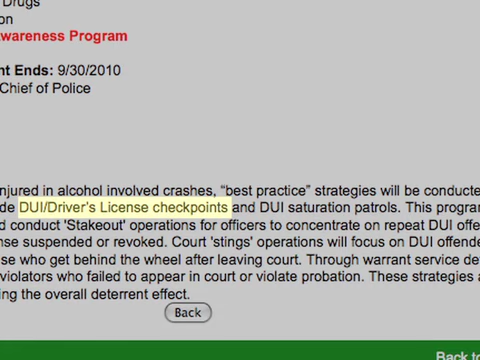 Drugs
on
wareness Program
nt Ends: 9/30/2010
Chief of Police
njured in alcohol involved crashes, "best practice" strategies will be conducte
de DUI/Driver's License checkpoints and DUI saturation patrols. This program
d conduct 'Stakeout' operations for officers to concentrate on repeat DUI offe
nse suspended or revoked. Court 'stings' operations will focus on DUI offende
se who get behind the wheel after leaving court. Through warrant service det
violators who failed to appear in court or violate probation. These strategies a
ing the overall deterrent effect.
Back
Back to